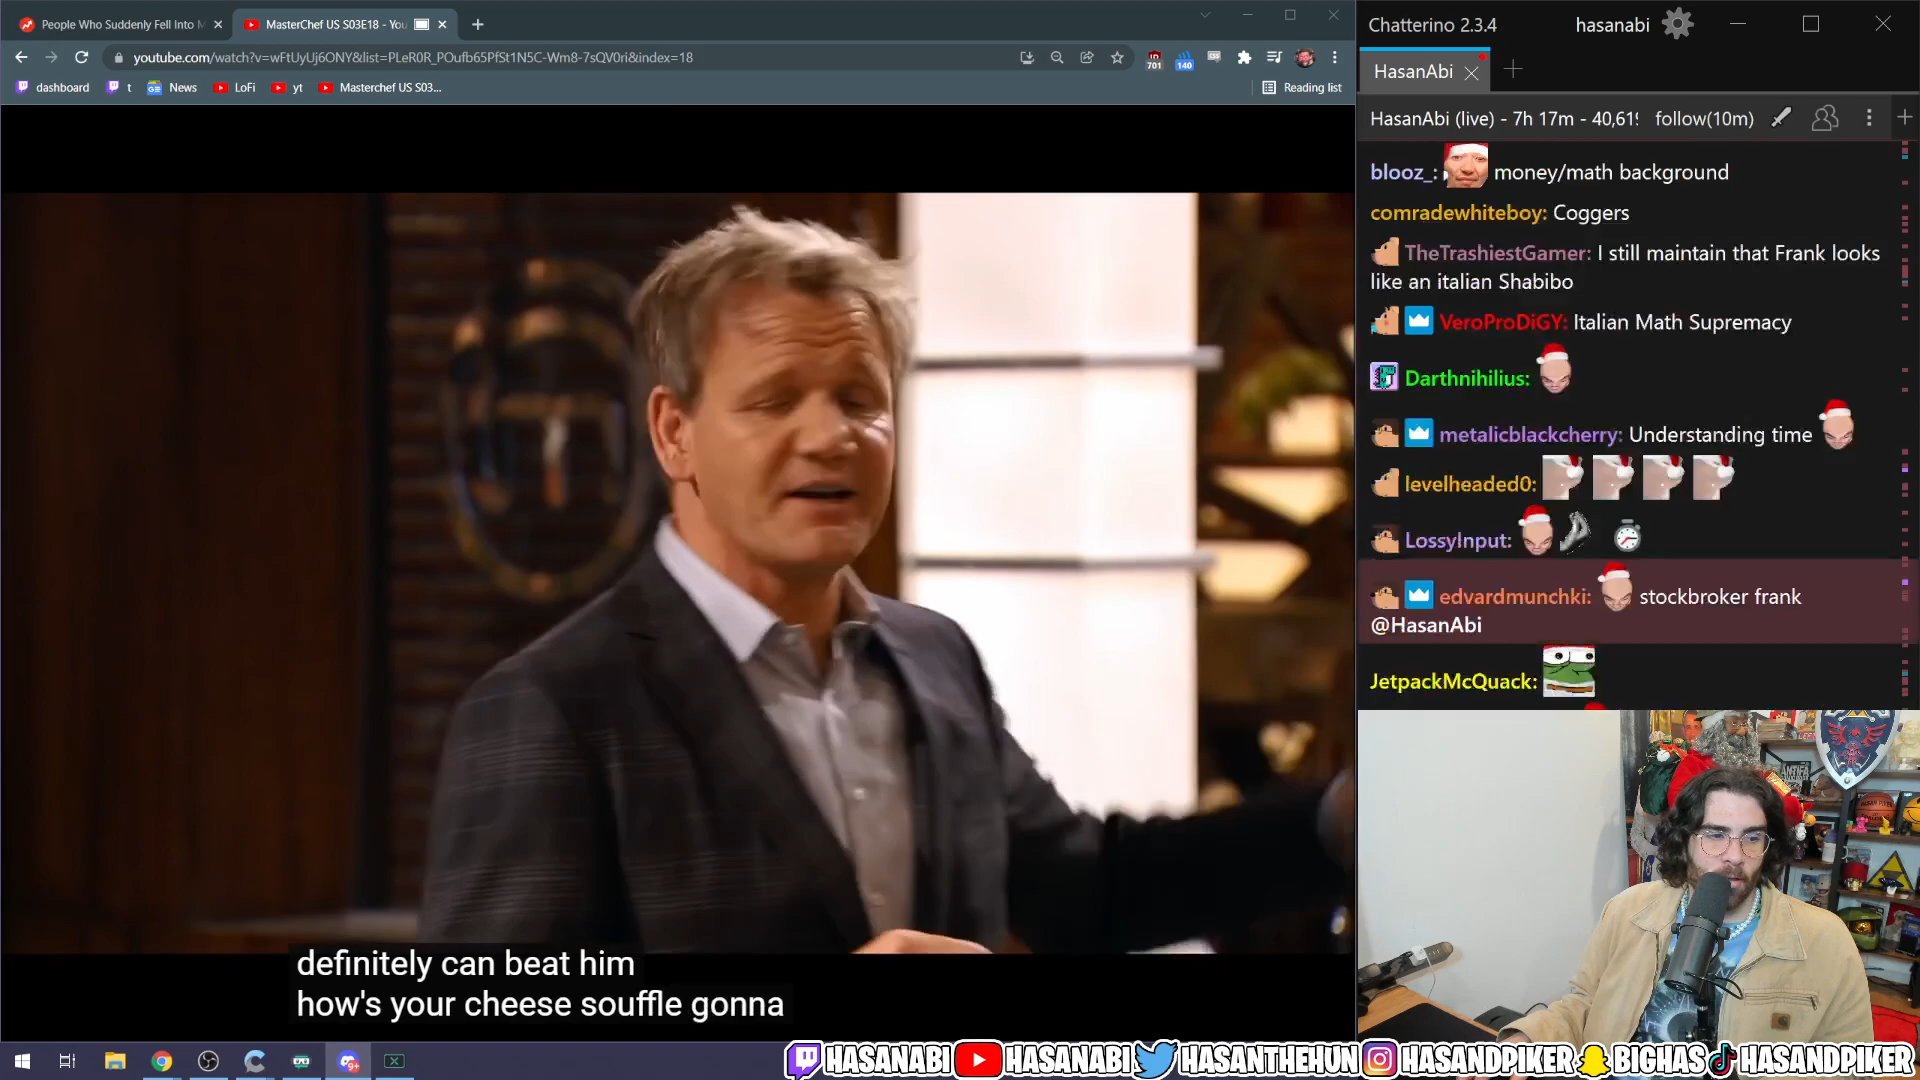 People Who Suddenly Fell Into M
MasterChef US S03E18 - You
youtube.com/watch?v=wFtUyUj6ONY&list=PLeR0R_POufb65PfSt1N5C-Wm8-7sQV0ri&index=18
701
140
dashboard
t
News
LoFi
yt
Masterchef US S03...
Reading list
definitely can beat him
how's your cheese souffle gonna
Chatterino 2.3.4
hasanabi
HasanAbi
HasanAbi (live) - 7h 17m - 40,619
follow(10m)
blooz_: money/math background
comradewhiteboy: Coggers
TheTrashiestGamer: I still maintain that Frank looks
like an italian Shabibo
VeroProDiGY: Italian Math Supremacy
Darthnihilius:
metalicblackcherry: Understanding time
levelheaded0:
LossyInput:
edvardmunchki: stockbroker frank
@HasanAbi
JetpackMcQuack:
HASANABI
HASANABI
HASANTHEHUN
HASANDPIKER
BIGHAS
HASANDPIKER